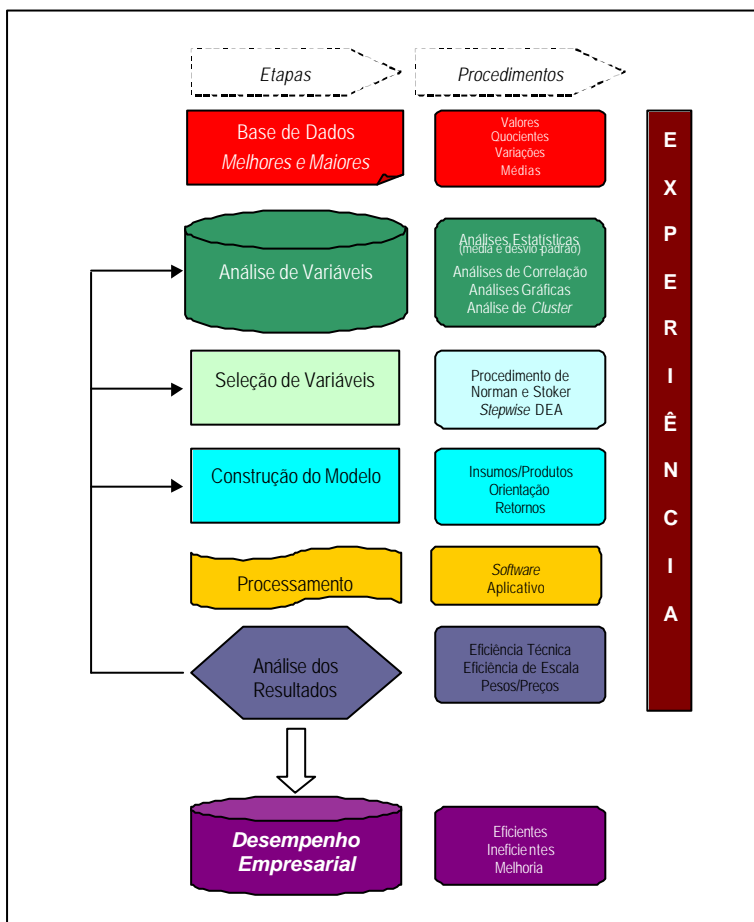 Etapas
Procedimentos
Base de Dados
Melhores e Maiores
Valores
Quocientes
Variações
Médias
Análise de Variáveis
Análises Estatísticas
(média e desvio padrão)
Análises de Correlação
Análises Gráficas
Análise de Cluster
Seleção de Variáveis
Procedimento de
Norman e Stoker
Stepwise DEA
Construção do Modelo
Insumos/Produtos
Orientação
Retornos
Processamento
Software
Aplicativo
Análise dos
Resultados
Eficiência Técnica
Eficiência de Escala
Pesos/Preços
Desempenho
Empresarial
Eficientes
Ineficientes
Melhoria
EXPERIÊNCIA